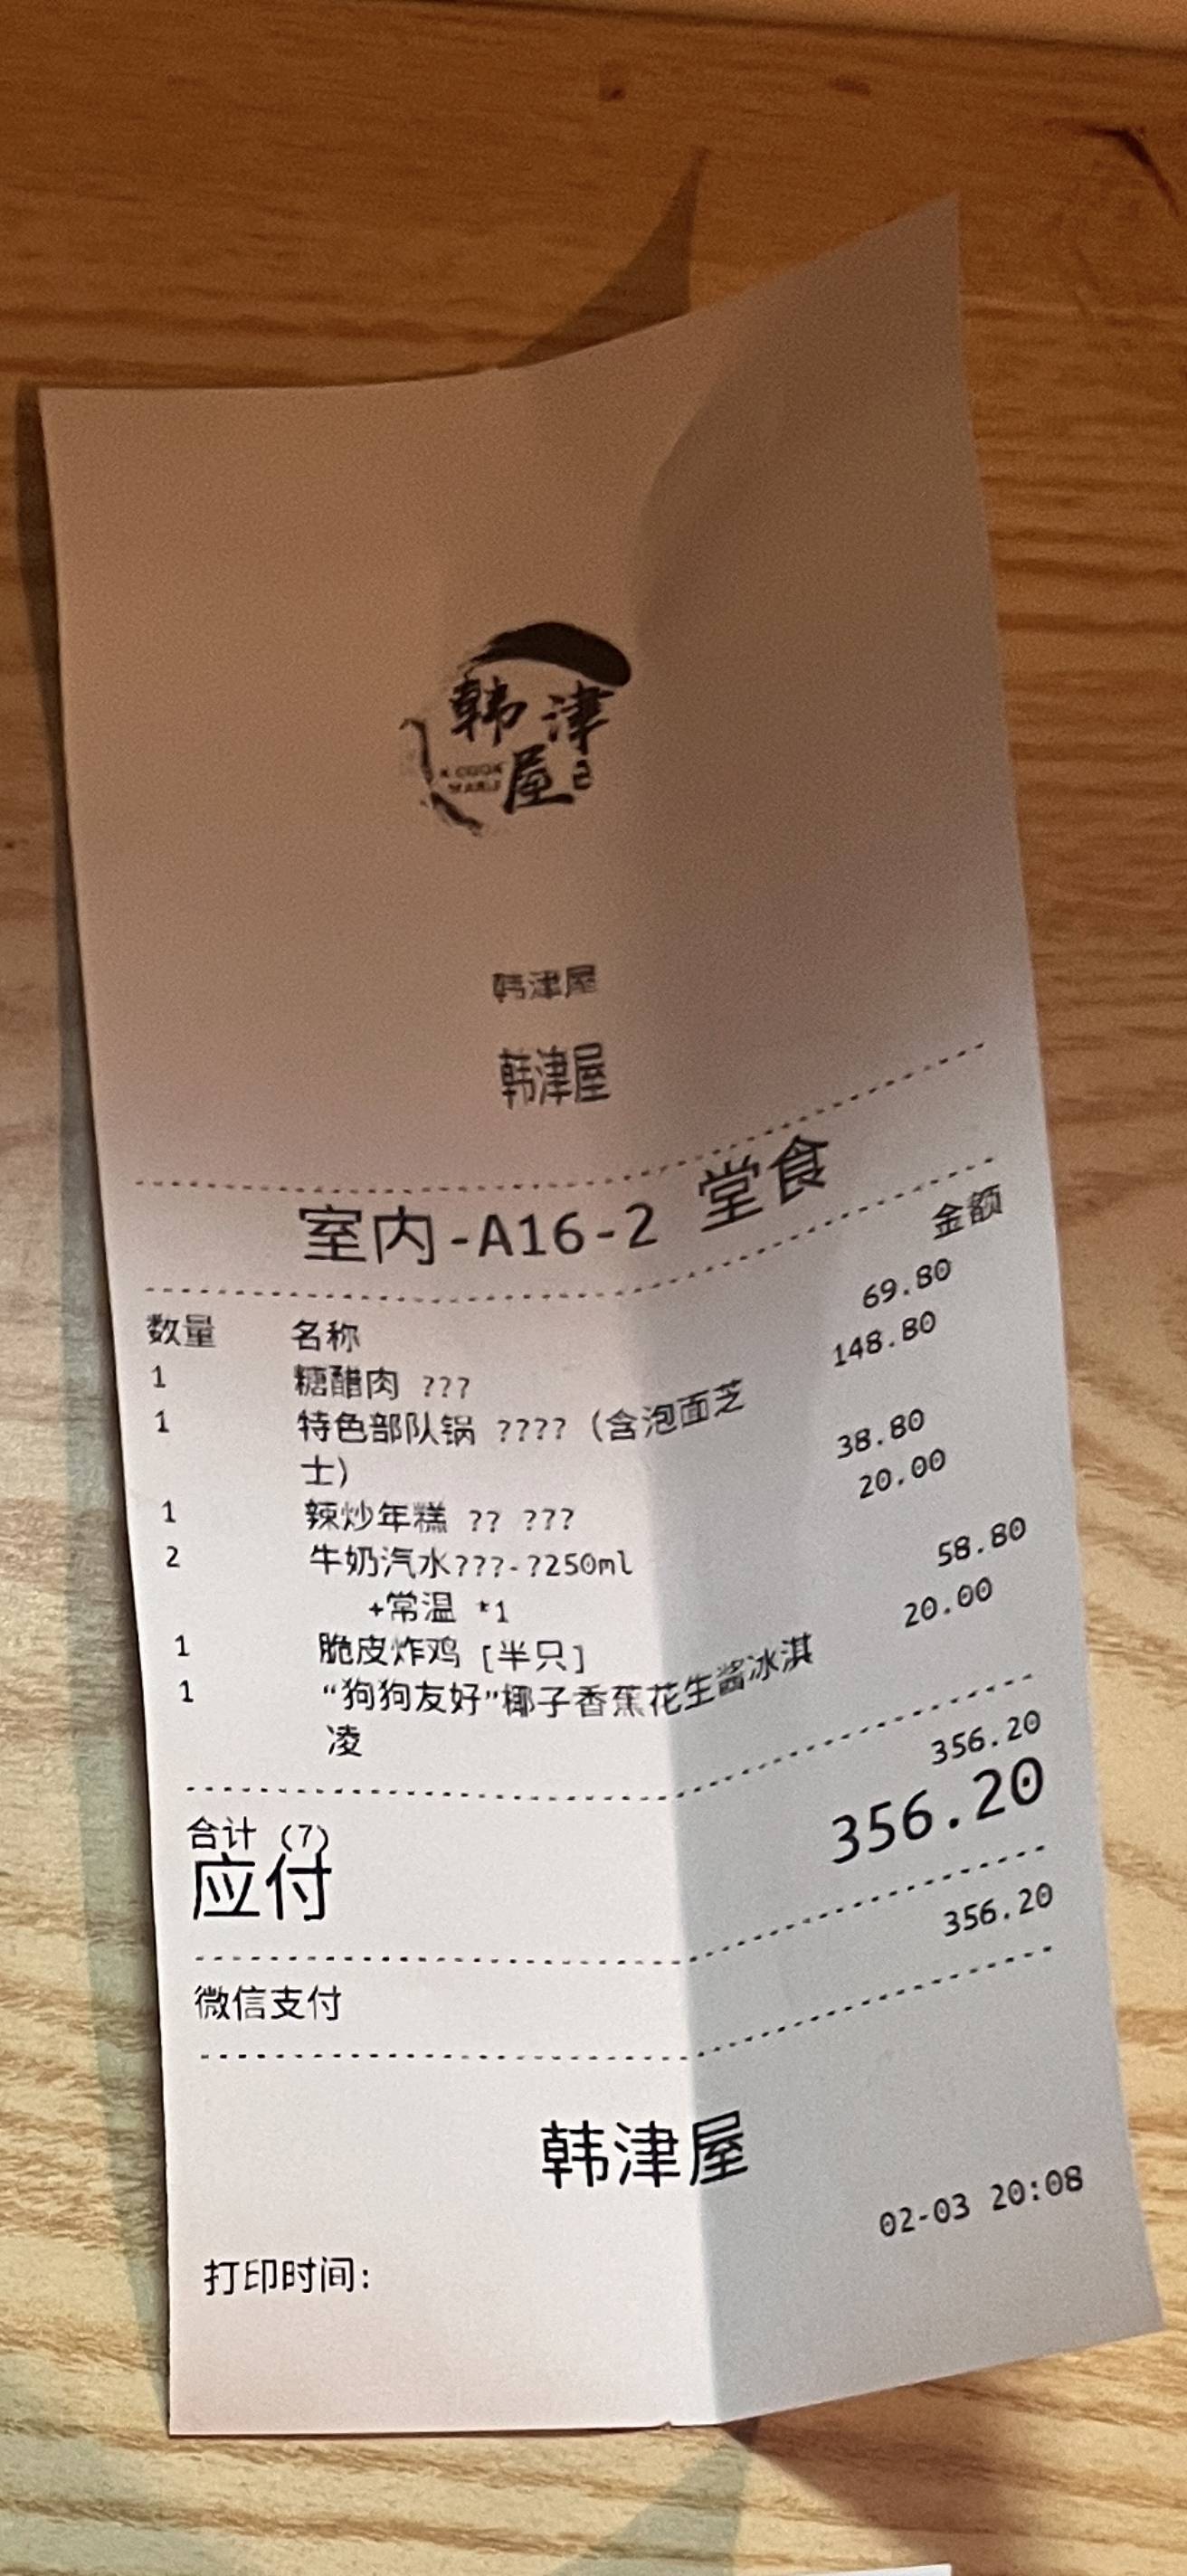 韩津
屋2
韩津屋
韩津屋
室内-A16-2 堂食
数量 名称 金额
1 糖醋肉 ??? 69.80
1 特色部队锅 ????（含泡面芝 148.80
士）
1 辣炒年糕 ?? ??? 38.80
2 牛奶汽水???-?250ml 20.00
+常温 *1
1 脆皮炸鸡 [半只] 58.80
1 “狗狗友好”椰子香蕉花生酱冰淇 20.00
凌
合计 (7) 356.20
应付 356.20
微信支付 356.20
韩津屋
打印时间: 02-03 20:08